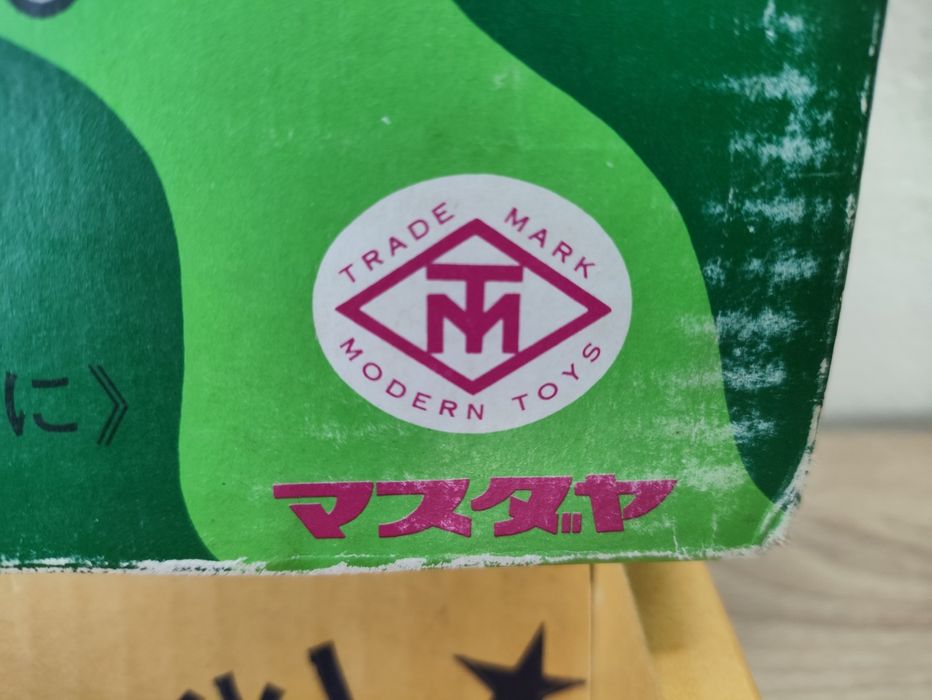 TRADE MARK
TM
MODERN TOYS
に》
マスダヤ